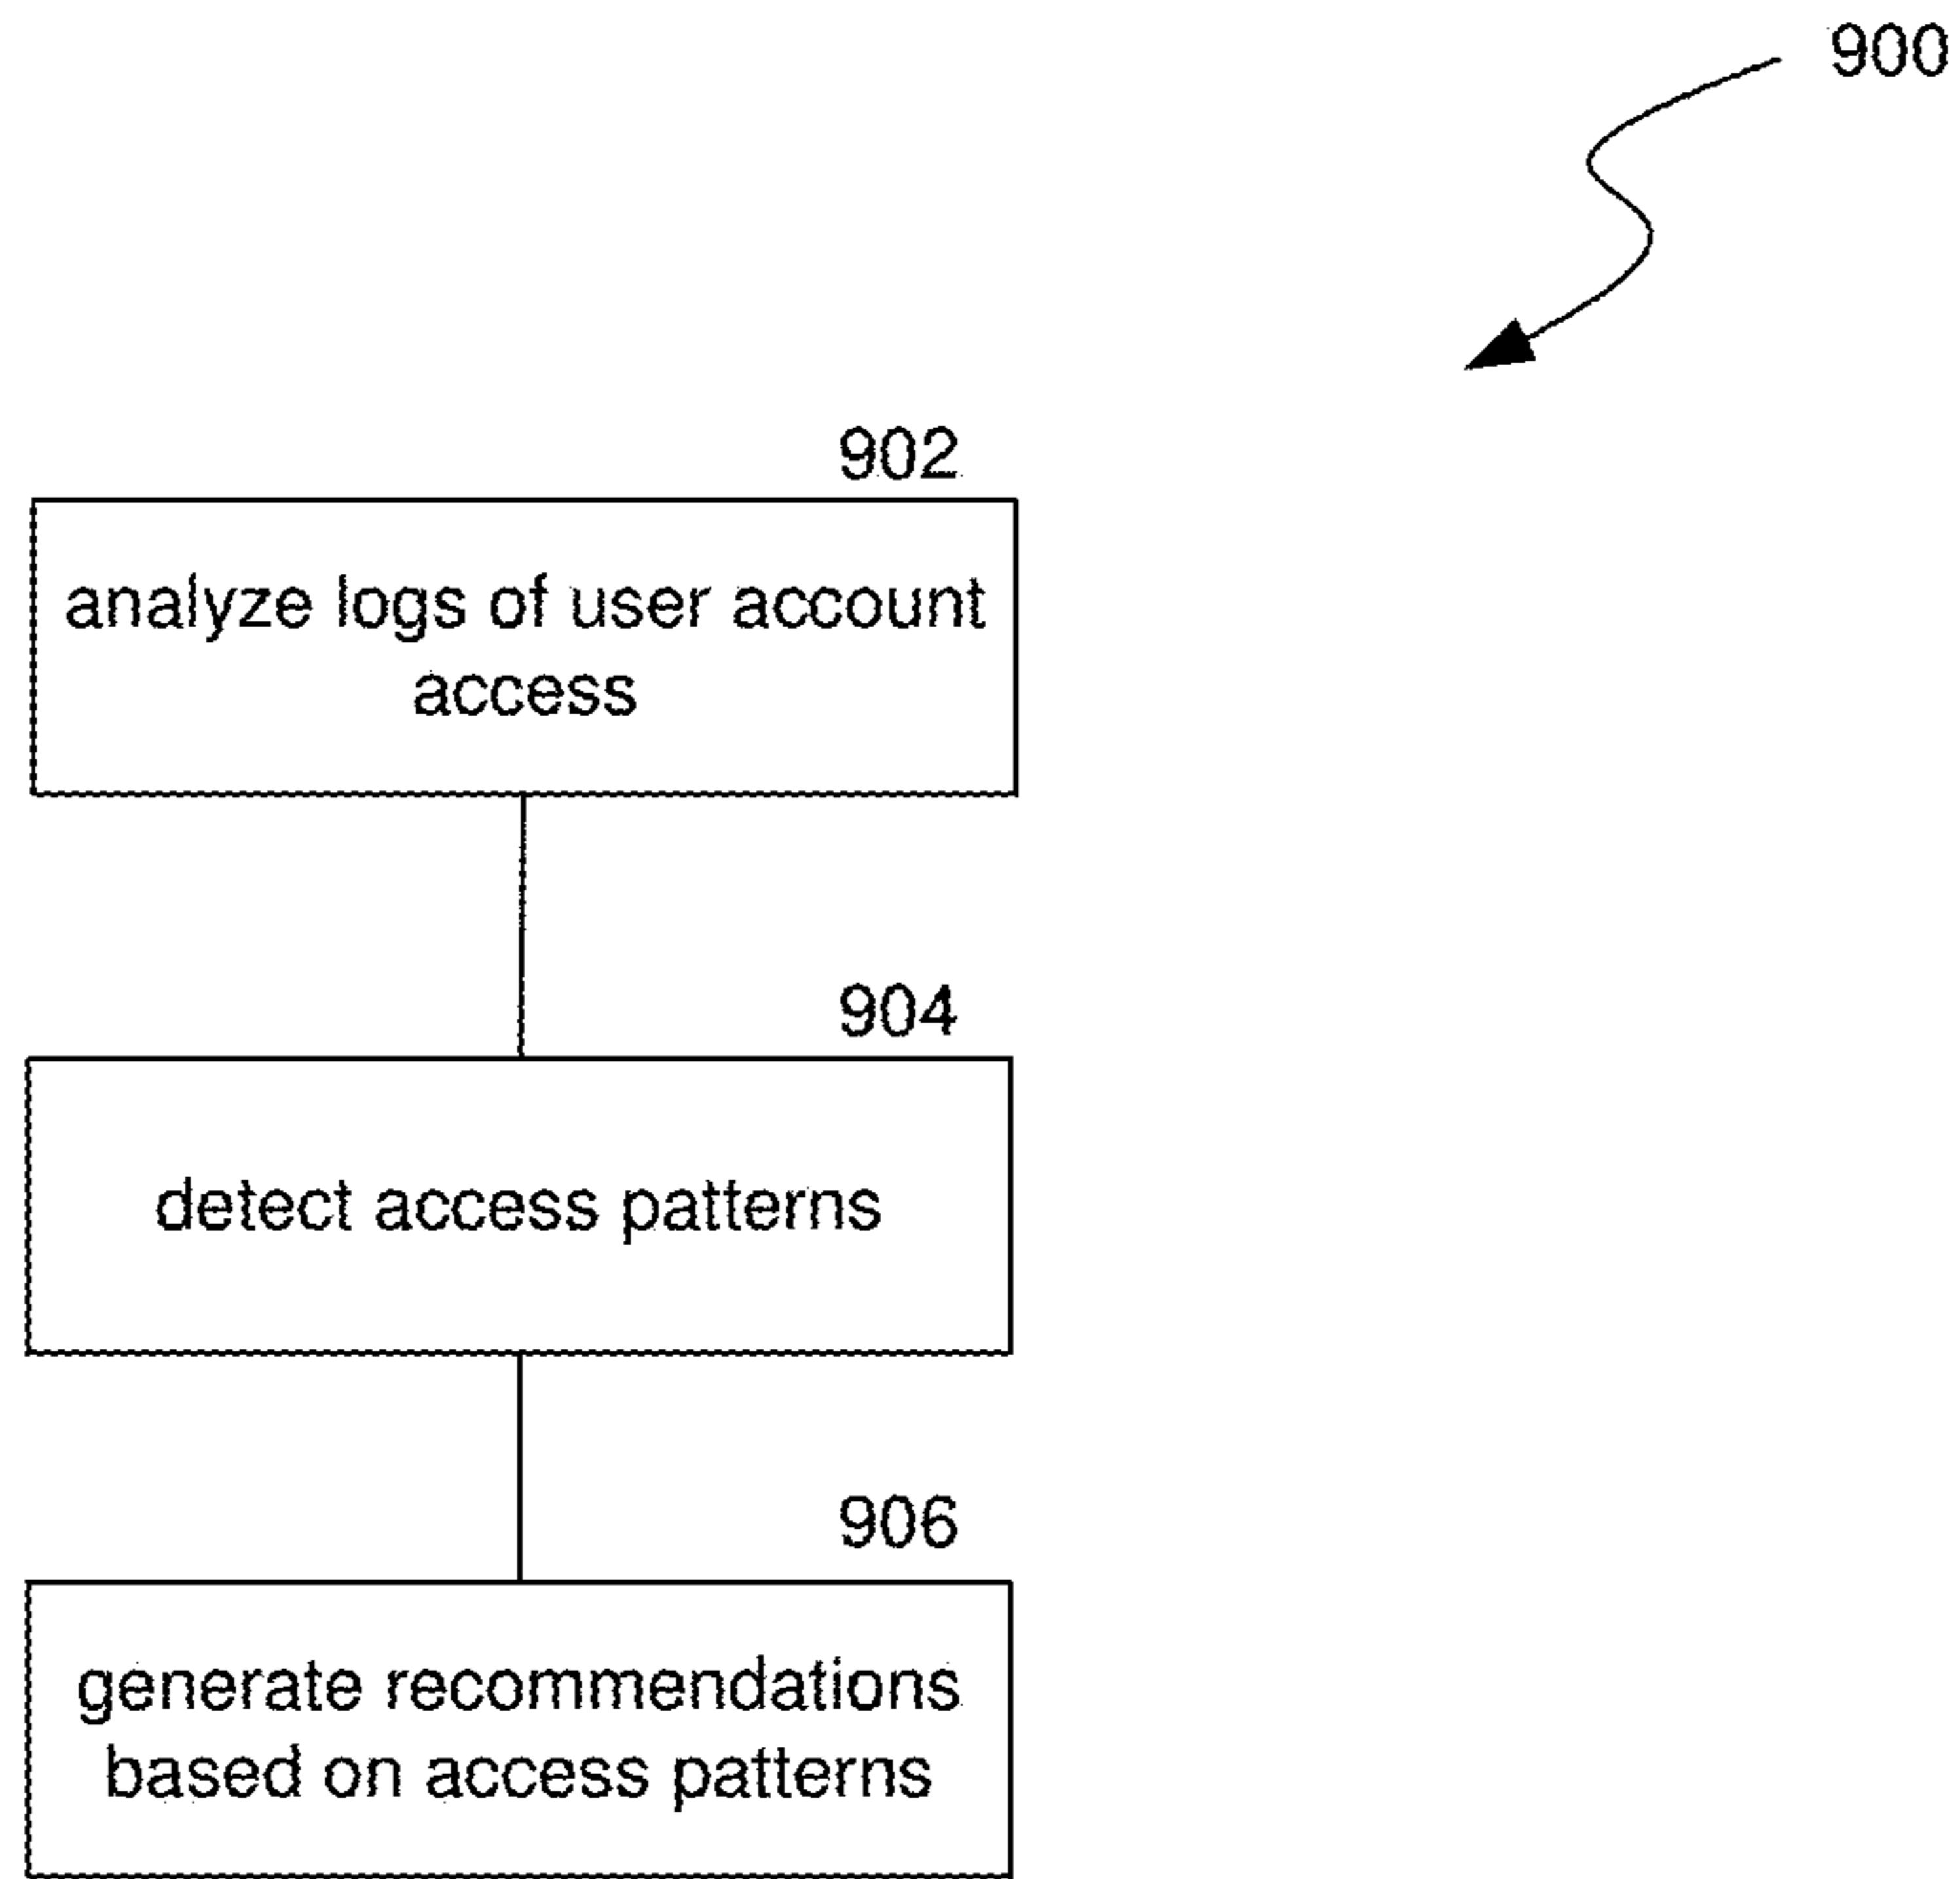 900
902
analyze logs of user account
access
904
detect access patterns
906
generate recommendations
based on access patterns